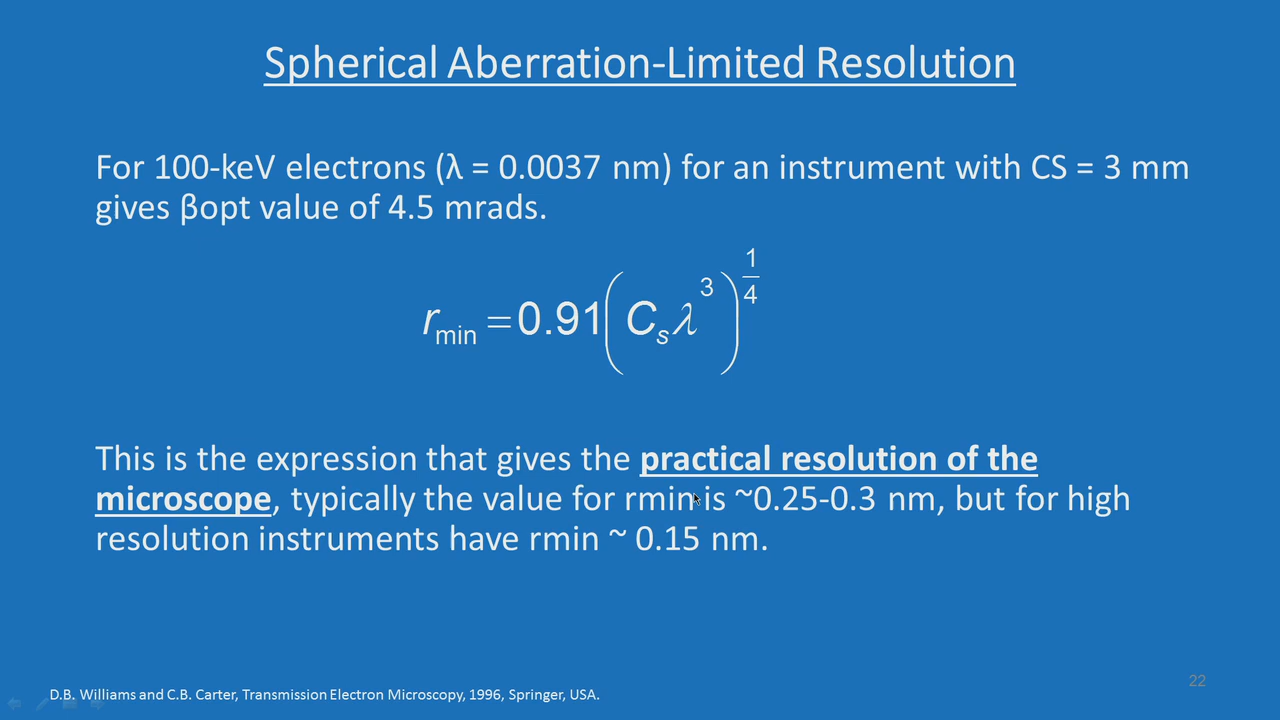 Spherical Aberration-Limited Resolution
For 100-keV electrons (λ = 0.0037 nm) for an instrument with CS = 3 mm
gives βopt value of 4.5 mrads.
r_min = 0.91(C_s λ^3)^(1/4)
This is the expression that gives the practical resolution of the
microscope, typically the value for rmin is ~0.25-0.3 nm, but for high
resolution instruments have rmin ~ 0.15 nm.
D.B. Williams and C.B. Carter, Transmission Electron Microscopy, 1996, Springer, USA.
22